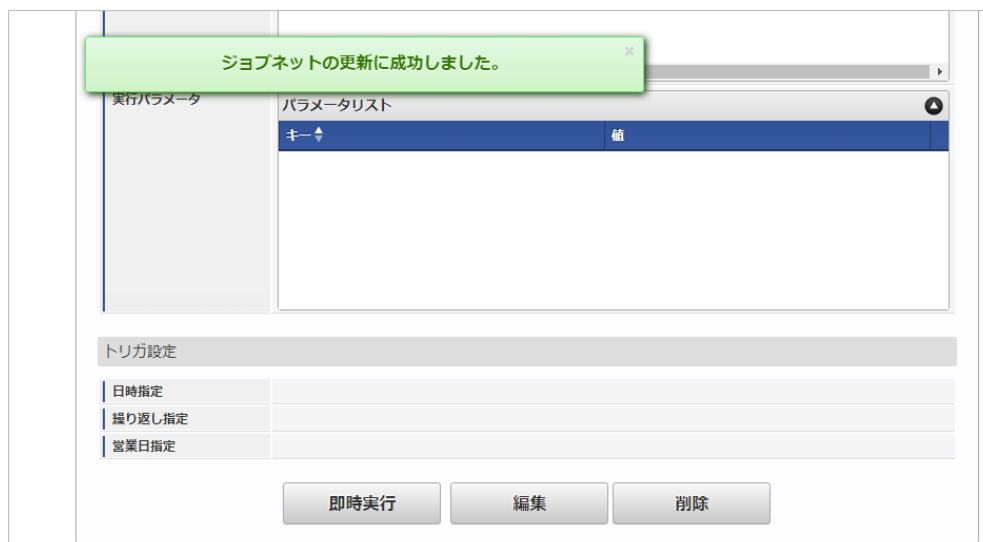 ジョブネットの更新に成功しました。
×
実行パラメータ
パラメータリスト
キー
値
トリガ設定
日時指定
繰り返し指定
営業日指定
即時実行
編集
削除